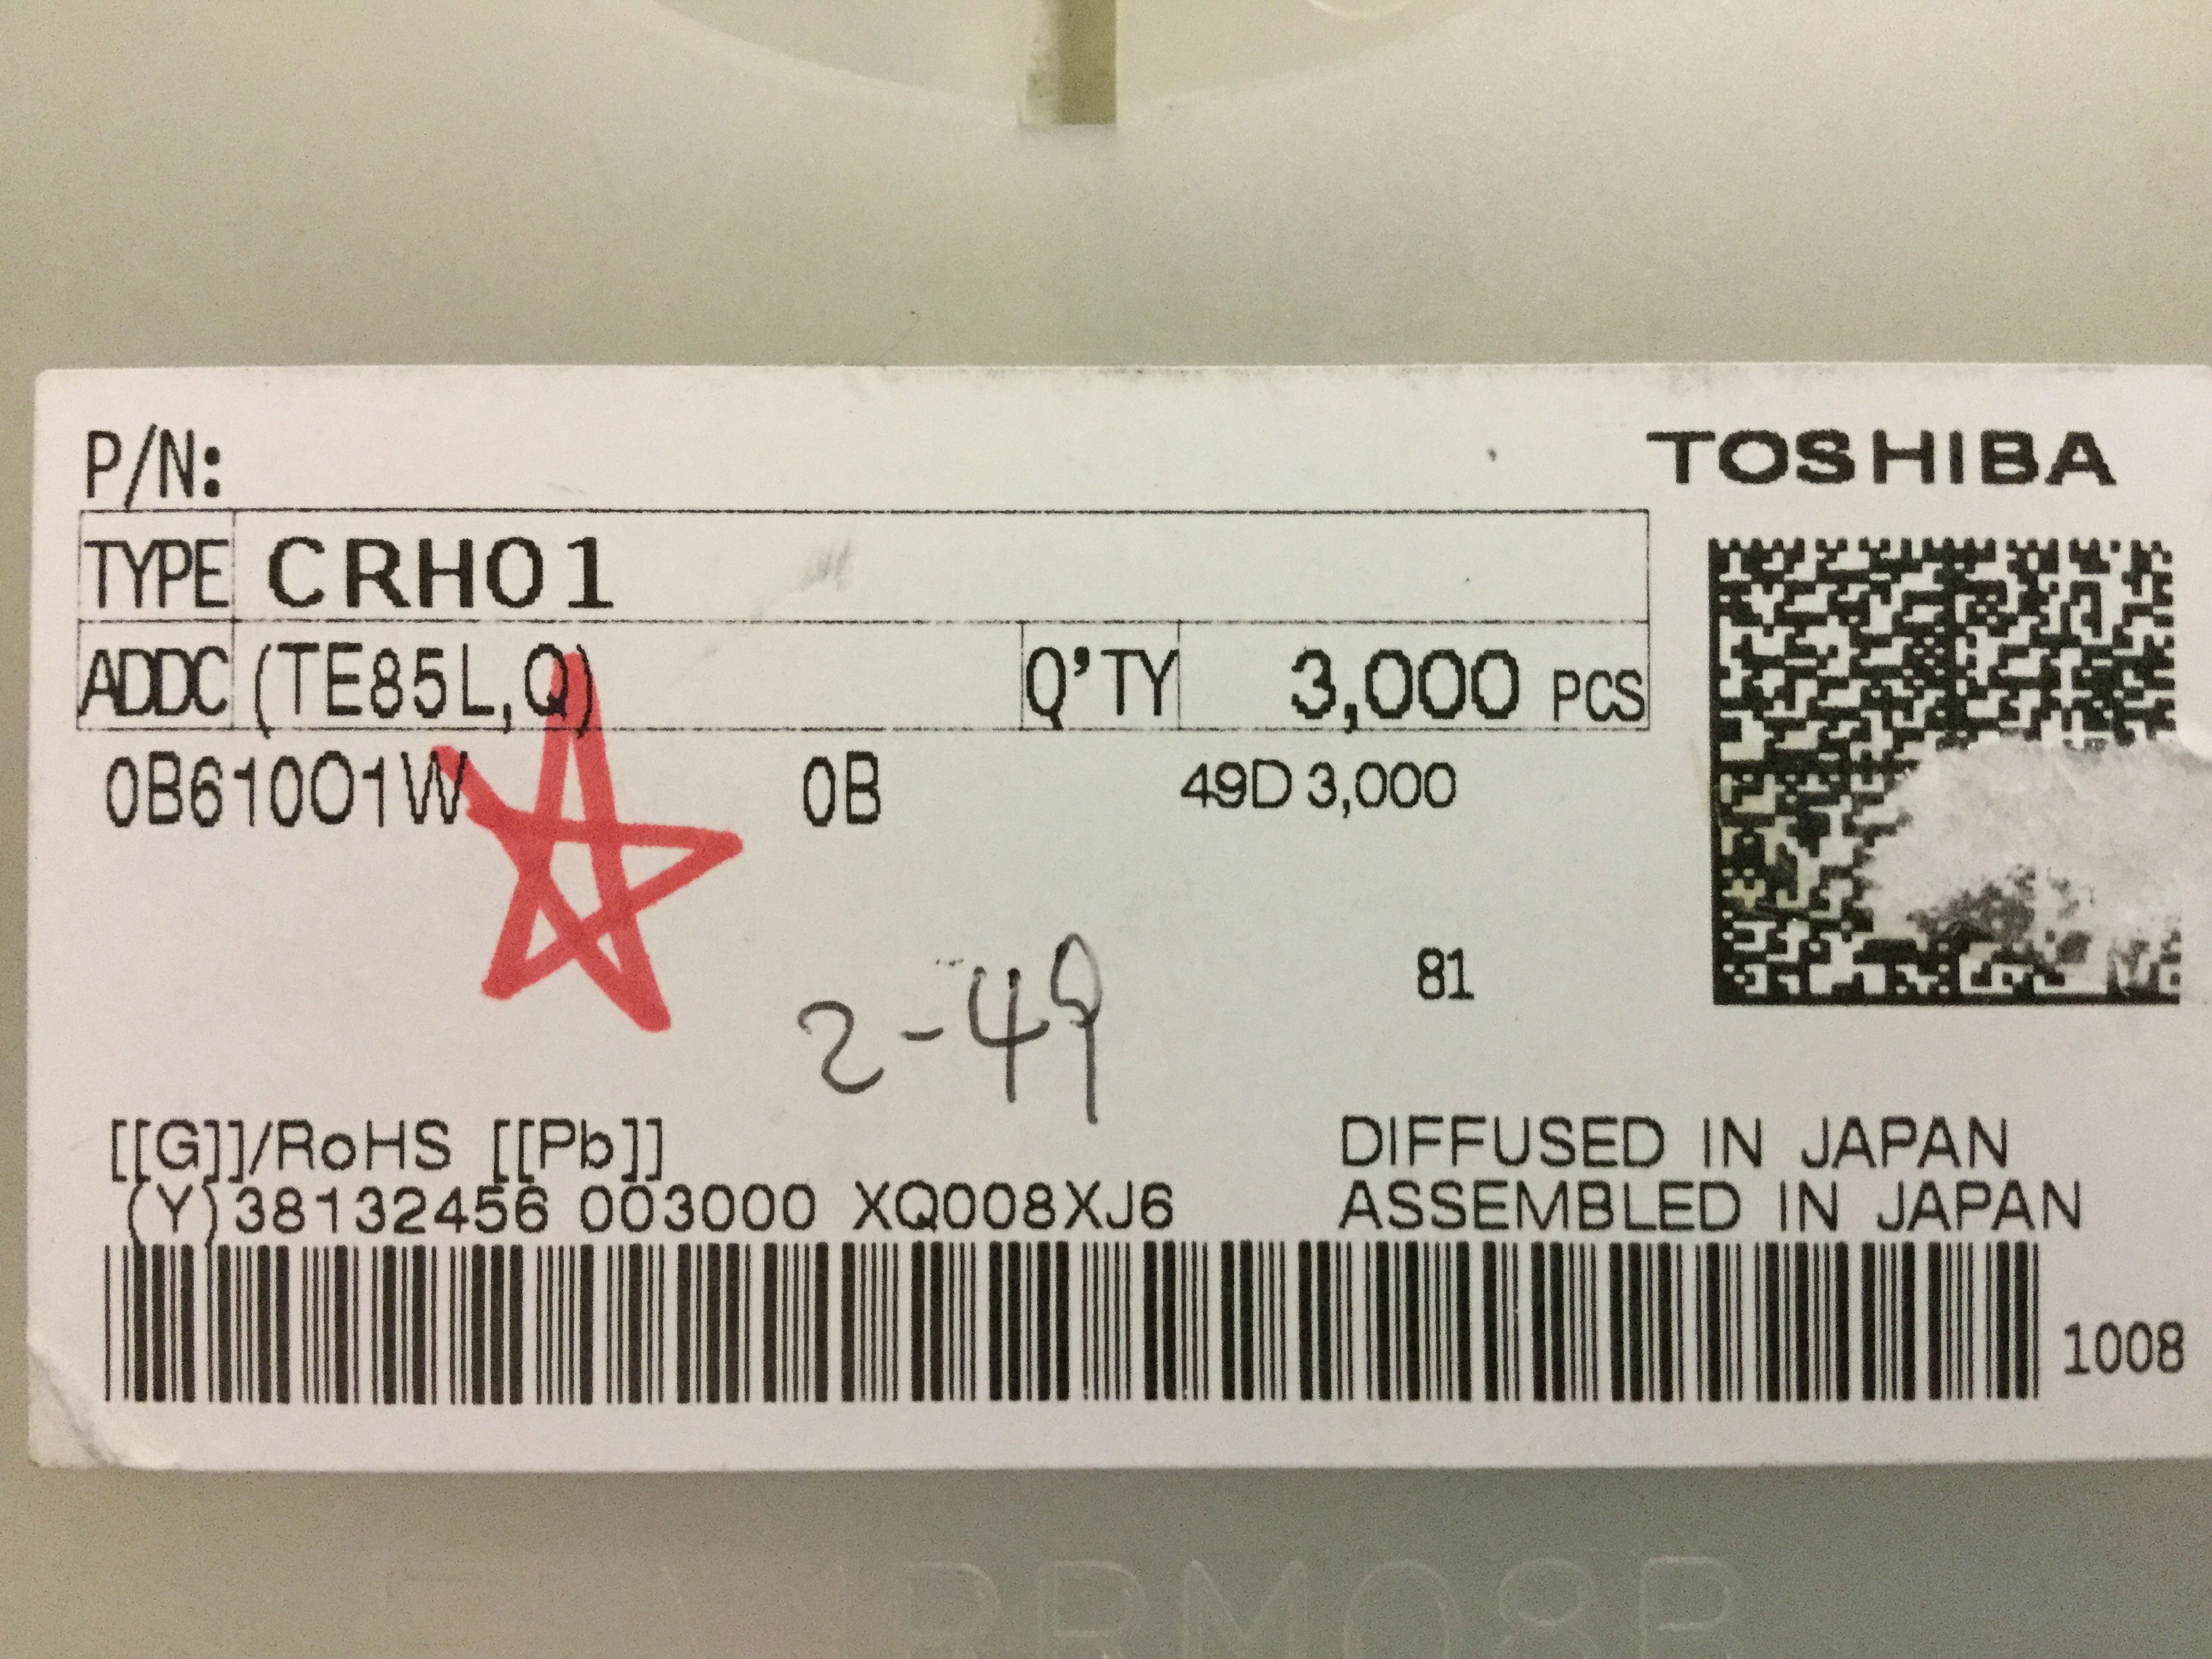 P/N:
TOSHIBA
TYPE CRH01
ADDC (TE85L,Q) Q'TY 3,000 PCS
0B61001W 0B 49D 3,000
81
2-49
[[G]]/RoHS [[Pb]]
DIFFUSED IN JAPAN
(Y)38132456 003000 XQ008XJ6
ASSEMBLED IN JAPAN
1008